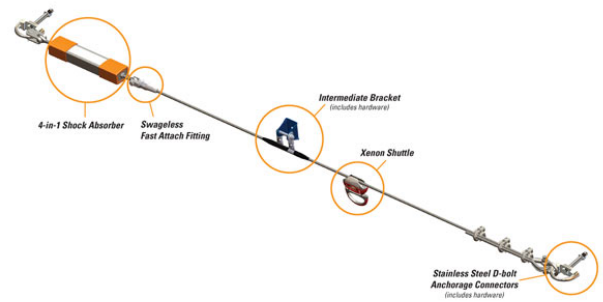 Intermediate Bracket
(includes hardware)
4-in-1 Shock Absorber
Swageless
Fast Attach Fitting
Xenon Shuttle
Stainless Steel D-bolt
Anchorage Connectors
(includes hardware)